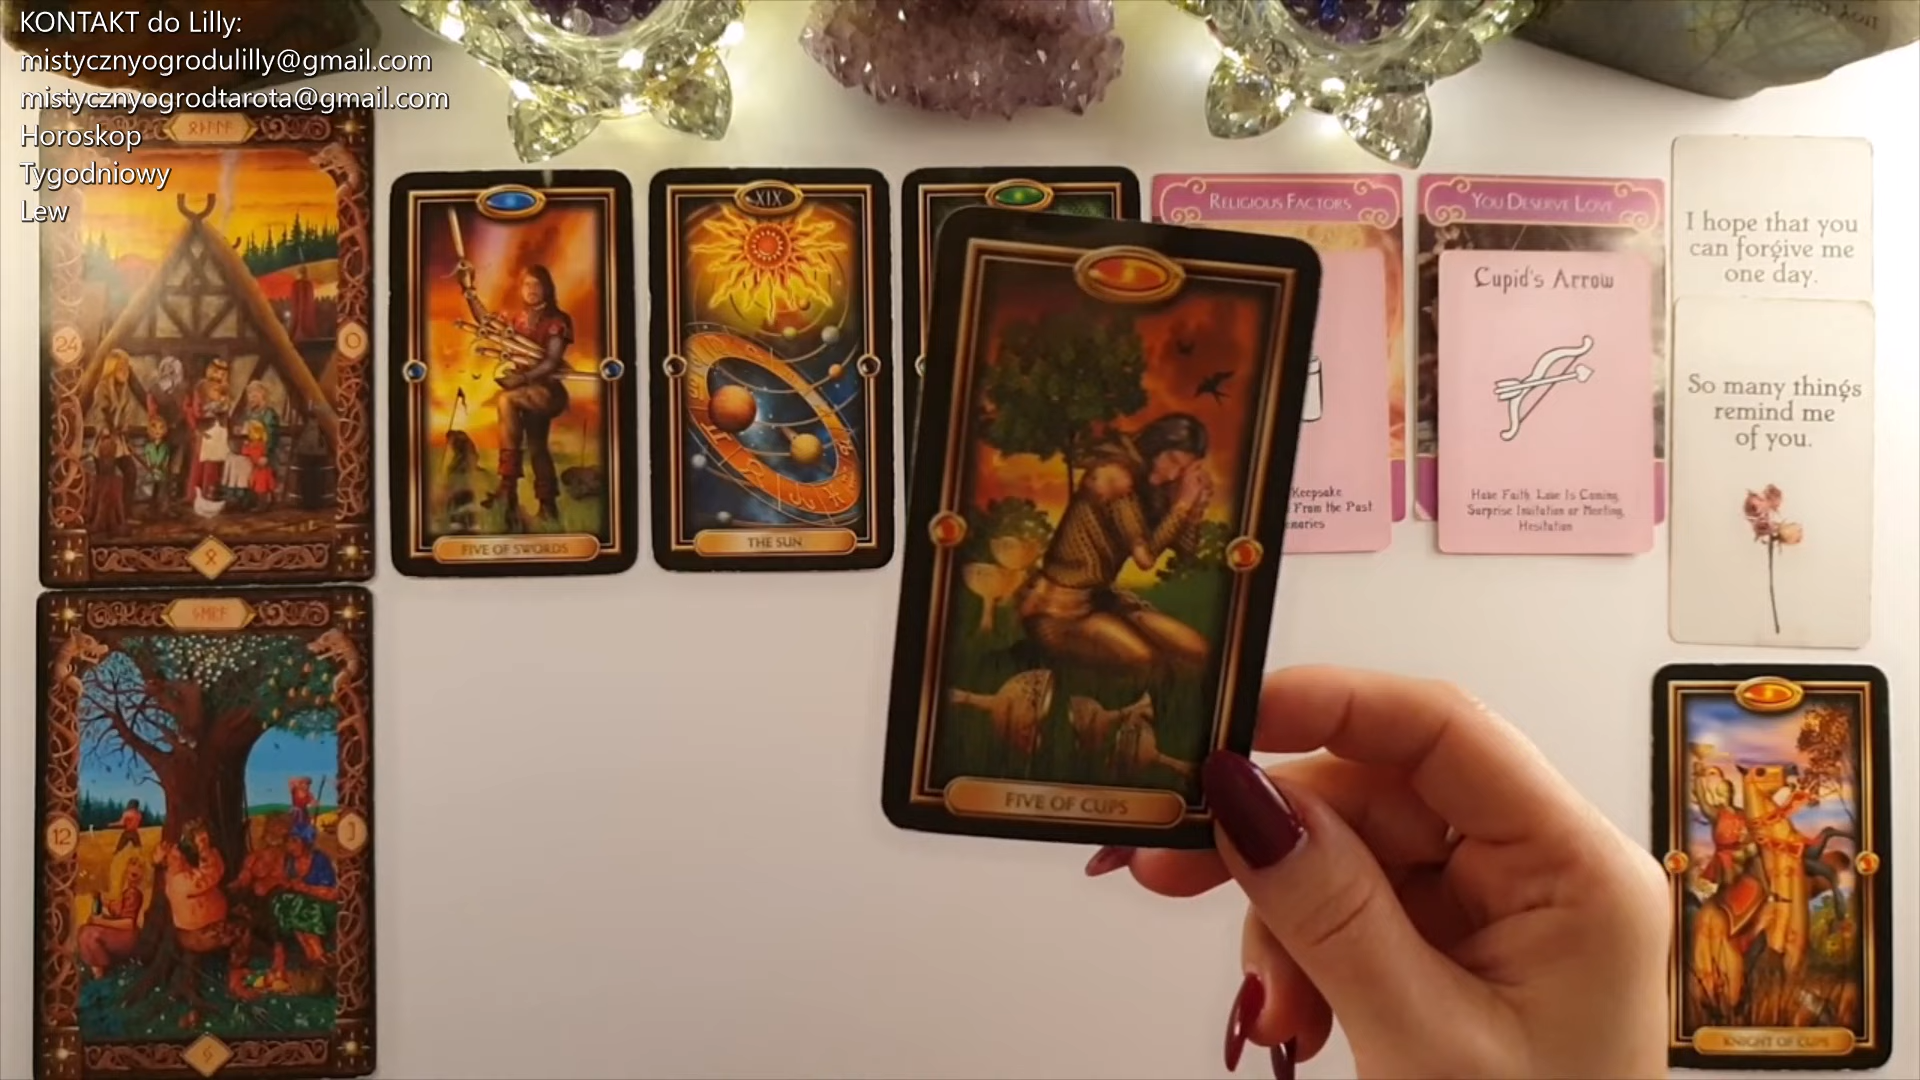 KONTAKT do Lilly:
mistycznyogrodulilly@gmail.com
mistycznyogrodtarota@gmail.com
Horoskop
Tygodniowy
Lew
24
O
FIVE OF SWORDS
XIX
THE SUN
FIVE OF CUPS
RELIGIOUS FACTORS
Keepsake
From the Past
YOU DESERVE LOVE
Cupid's Arrow
Have Faith, Love Is Coming,
Surprise Invitation or Meeting,
Hesitation
I hope that you
can forgive me
one day.
So many things
remind me
of you.
12
J
KNIGHT OF CUPS